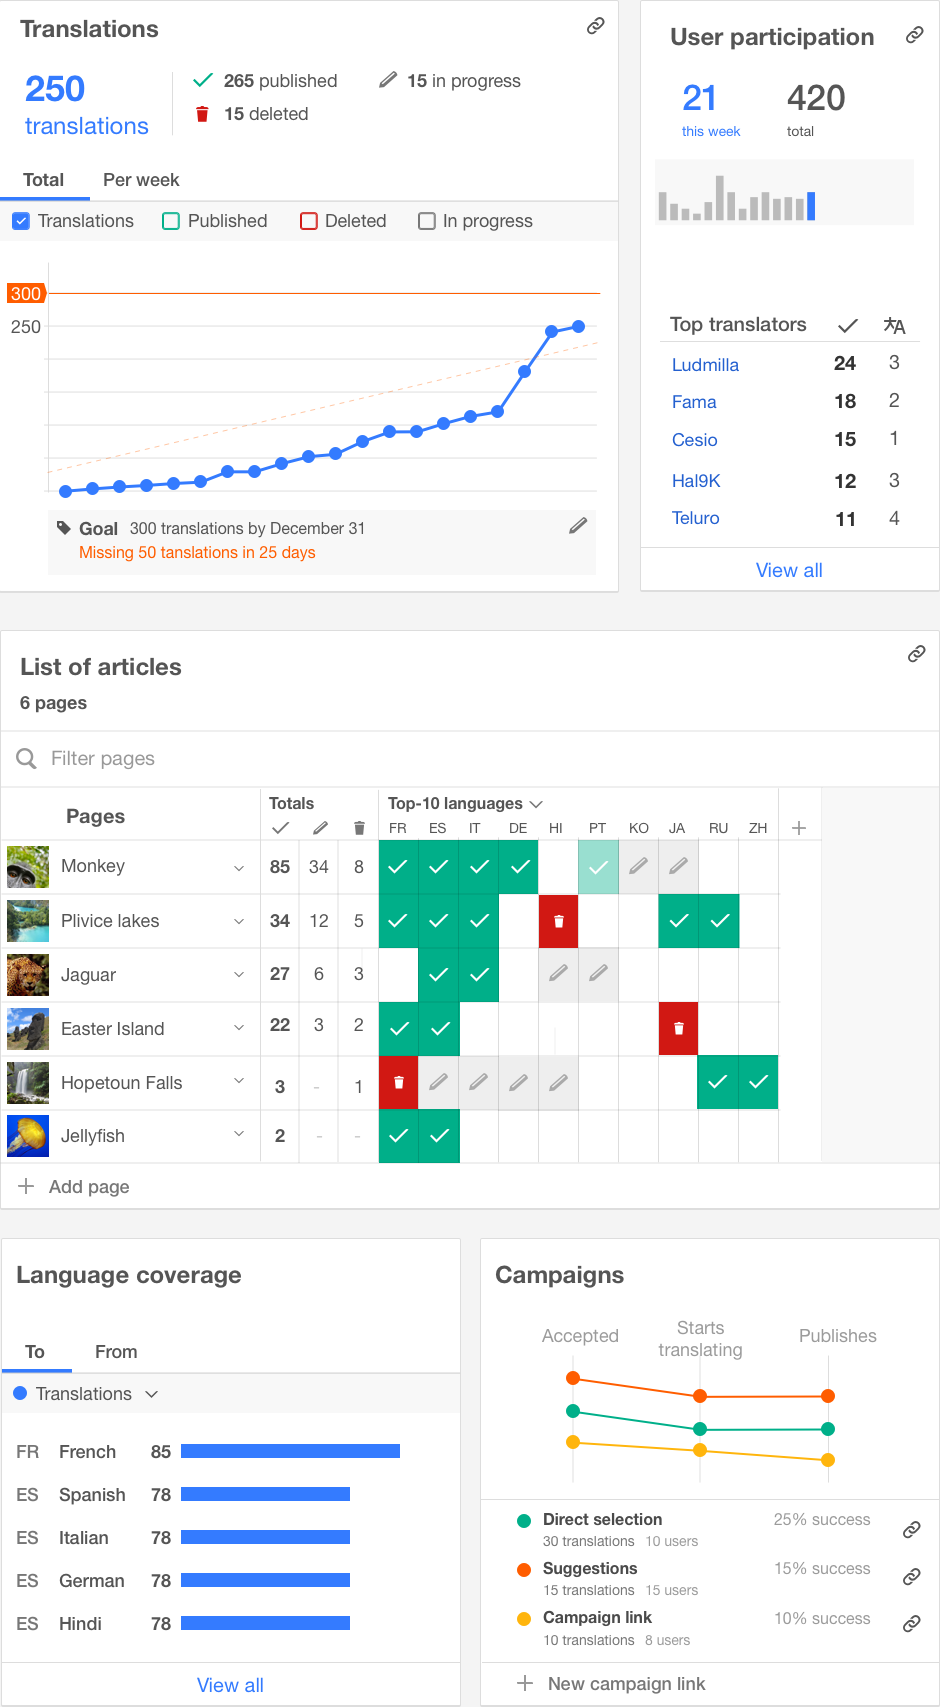 Translations
250
translations
265 published
15 in progress
15 deleted
Total
Per week
Translations
Published
Deleted
In progress
300
250
Goal 300 translations by December 31
Missing 50 tanslations in 25 days
User participation
21
420
this week
total
Top translators
Ludmilla 24 3
Fama 18 2
Cesio 15 1
Hal9K 12 3
Teluro 11 4
View all
List of articles
6 pages
Filter pages
Pages
Totals
Top-10 languages
FR ES IT DE HI PT KO JA RU ZH
Monkey 85 34 8
Plivice lakes 34 12 5
Jaguar 27 6 3
Easter Island 22 3 2
Hopetoun Falls 3 - 1
Jellyfish 2 - -
Add page
Language coverage
To
From
Translations
FR French 85
ES Spanish 78
ES Italian 78
ES German 78
ES Hindi 78
View all
Campaigns
Accepted
Starts
translating
Publishes
Direct selection
25% success
30 translations 10 users
Suggestions
15% success
15 translations 15 users
Campaign link
10% success
10 translations 8 users
New campaign link